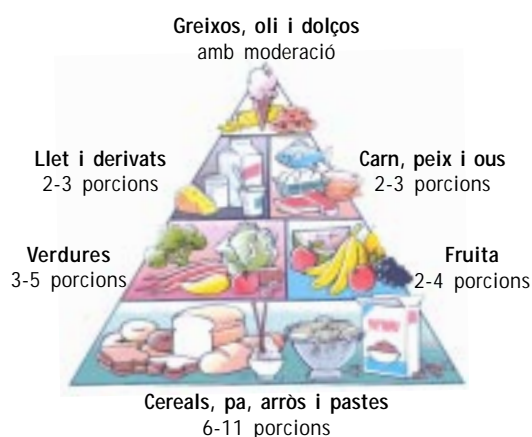 Greixos, oli i dolços
amb moderació
Llet i derivats
2-3 porcions
Carn, peix i ous
2-3 porcions
Verdures
3-5 porcions
Fruita
2-4 porcions
Cereals, pa, arròs i pastes
6-11 porcions